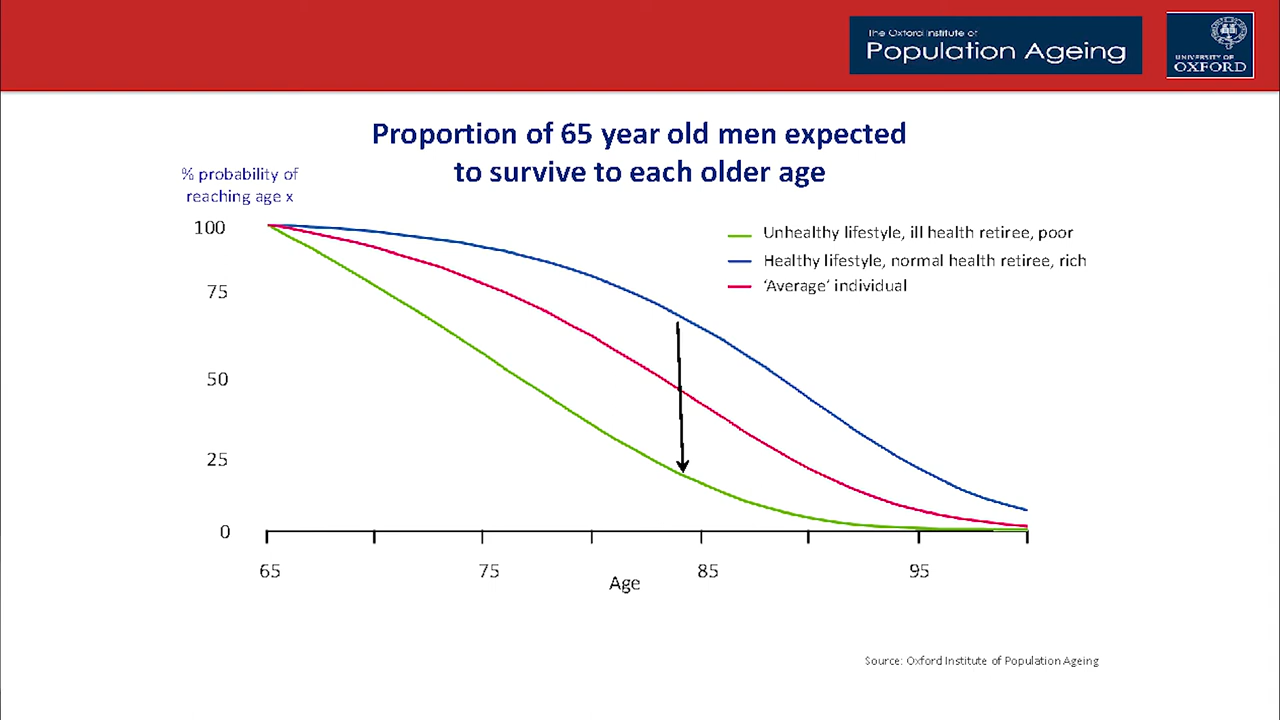 The Oxford Institute of
Population Ageing
UNIVERSITY OF
OXFORD
Proportion of 65 year old men expected
to survive to each older age
% probability of
reaching age x
100
75
50
25
0
Unhealthy lifestyle, ill health retiree, poor
Healthy lifestyle, normal health retiree, rich
‘Average’ individual
65
75
85
95
Age
Source: Oxford Institute of Population Ageing